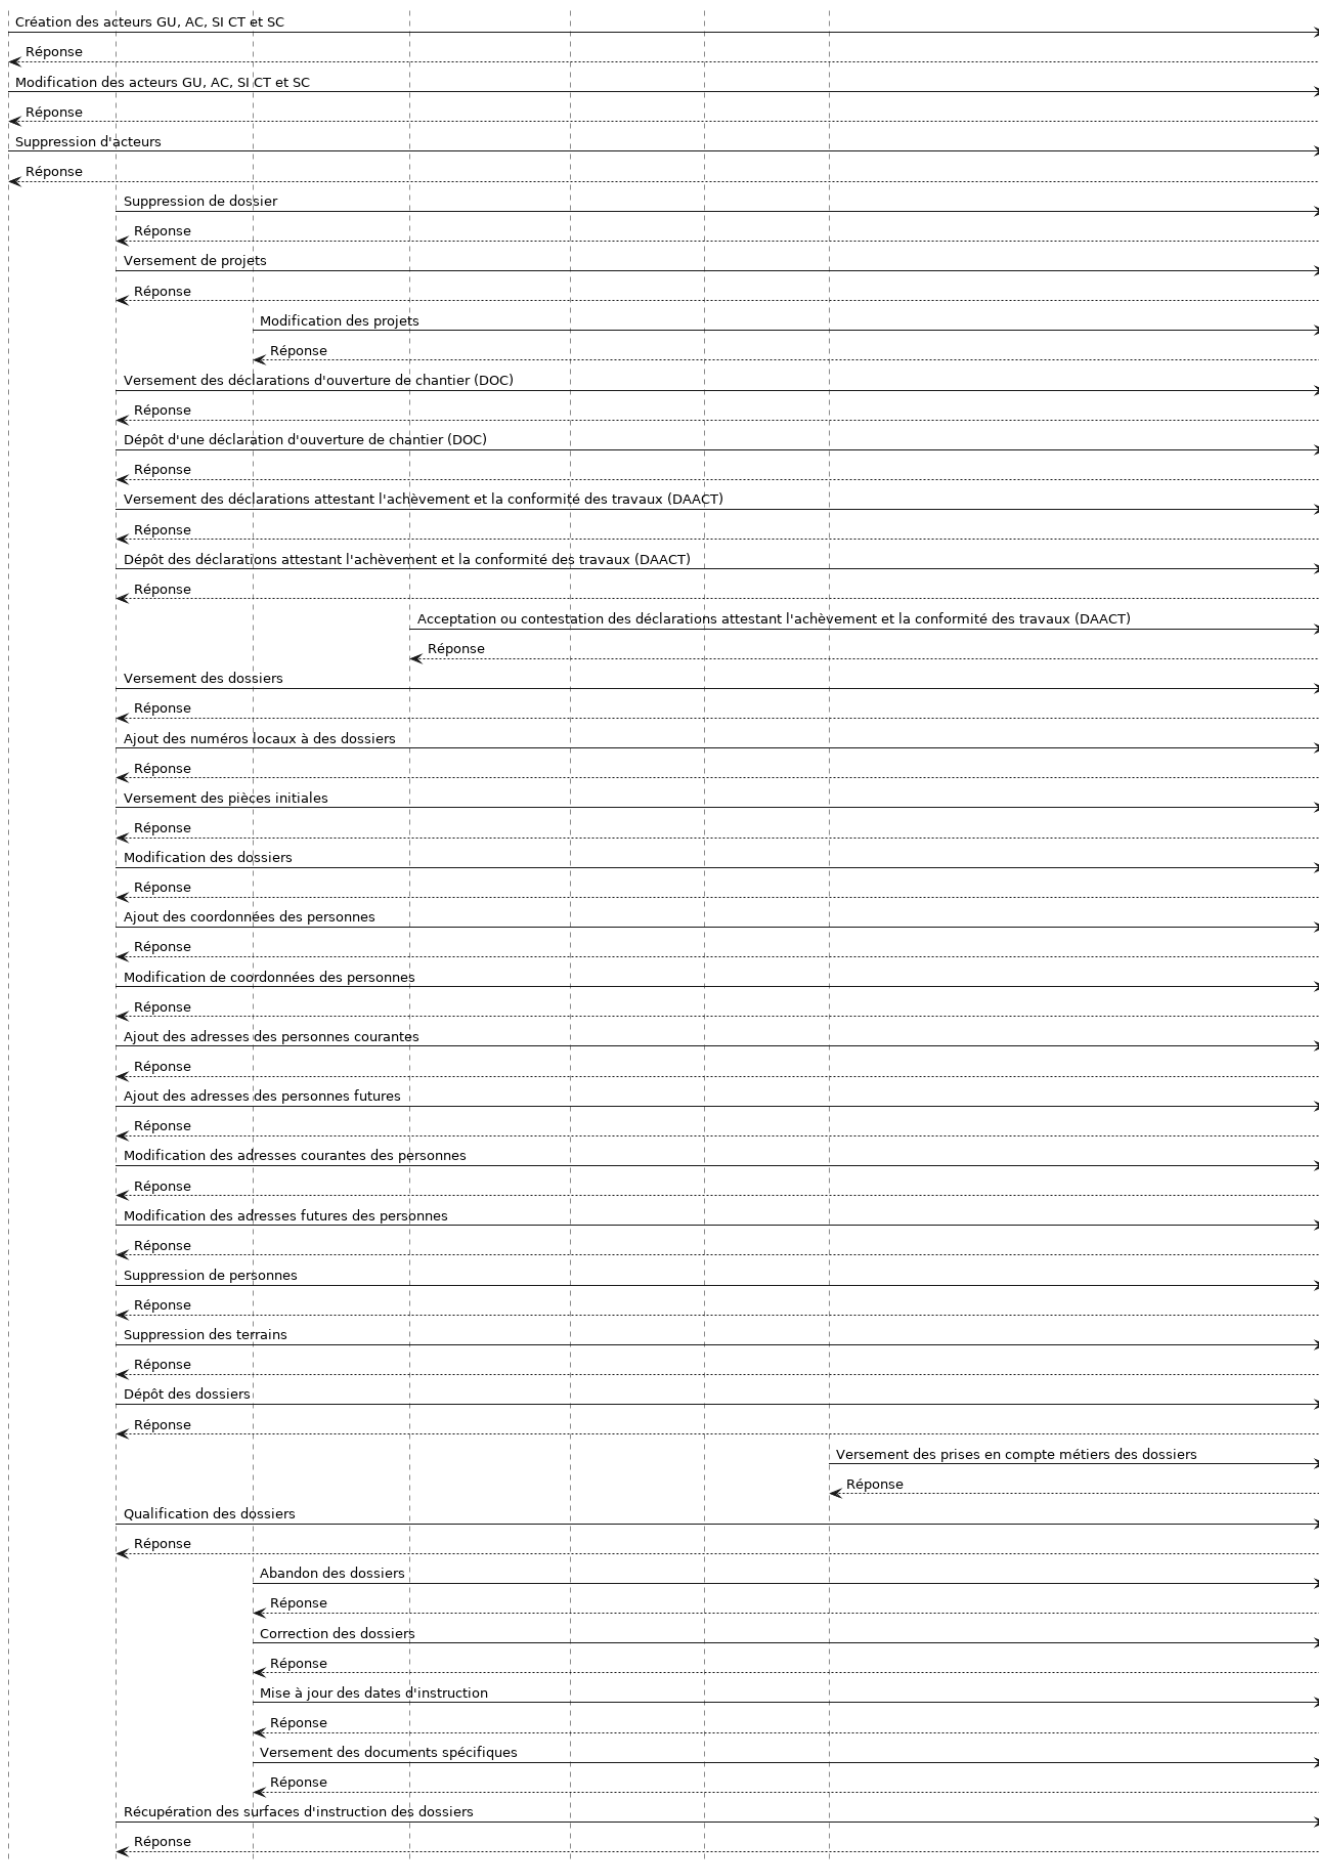 Création des acteurs GU, AC, SI CT et SC
Réponse
Modification des acteurs GU, AC, SI CT et SC
Réponse
Suppression d'acteurs
Réponse
Suppression de dossier
Réponse
Versement de projets
Réponse
Modification des projets
Réponse
Versement des déclarations d'ouverture de chantier (DOC)
Réponse
Dépôt d'une déclaration d'ouverture de chantier (DOC)
Réponse
Versement des déclarations attestant l'achèvement et la conformité des travaux (DAACT)
Réponse
Dépôt des déclarations attestant l'achèvement et la conformité des travaux (DAACT)
Réponse
Acceptation ou contestation des déclarations attestant l'achèvement et la conformité des travaux (DAACT)
Réponse
Versement des dossiers
Réponse
Ajout des numéros locaux à des dossiers
Réponse
Versement des pièces initiales
Réponse
Modification des dossiers
Réponse
Ajout des coordonnées des personnes
Réponse
Modification de coordonnées des personnes
Réponse
Ajout des adresses des personnes courantes
Réponse
Ajout des adresses des personnes futures
Réponse
Modification des adresses courantes des personnes
Réponse
Modification des adresses futures des personnes
Réponse
Suppression de personnes
Réponse
Suppression des terrains
Réponse
Dépôt des dossiers
Réponse
Versement des prises en compte métiers des dossiers
Réponse
Qualification des dossiers
Réponse
Abandon des dossiers
Réponse
Correction des dossiers
Réponse
Mise à jour des dates d'instruction
Réponse
Versement des documents spécifiques
Réponse
Récupération des surfaces d'instruction des dossiers
Réponse